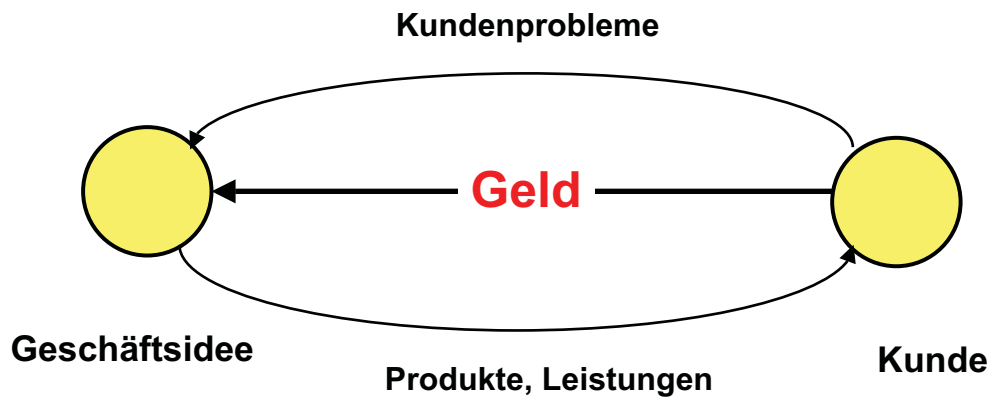 Kundenprobleme
Geld
Geschäftsidee
Kunde
Produkte, Leistungen